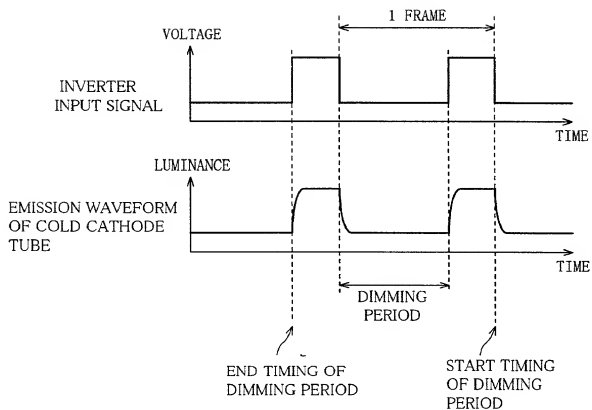 1 FRAME
VOLTAGE
INVERTER
INPUT SIGNAL
TIME
LUMINANCE
EMISSION WAVEFORM
OF COLD CATHODE
TUBE
TIME
DIMMING
PERIOD
END TIMING OF
DIMMING PERIOD
START TIMING
OF DIMMING
PERIOD